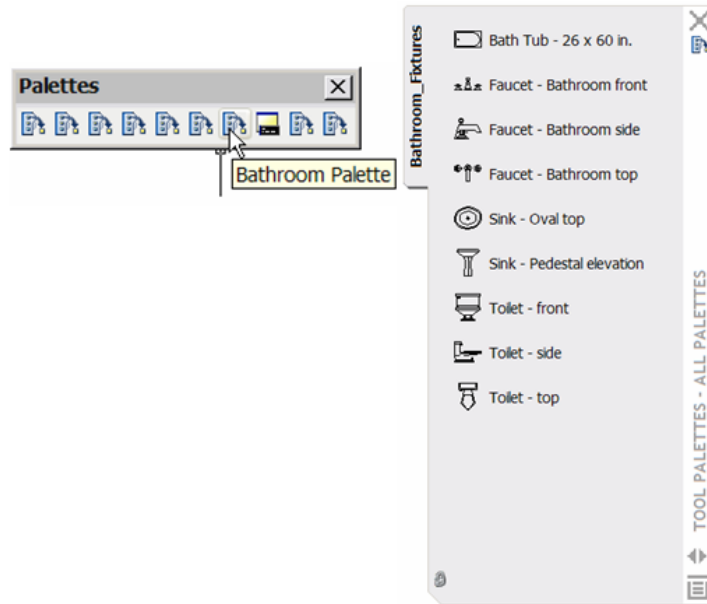 Palettes
Bathroom Palette
Bathroom_Fixtures
Bath Tub - 26 x 60 in.
Faucet - Bathroom front
Faucet - Bathroom side
Faucet - Bathroom top
Sink - Oval top
Sink - Pedestal elevation
Toilet - front
Toilet - side
Toilet - top
TOOL PALETTES - ALL PALETTES